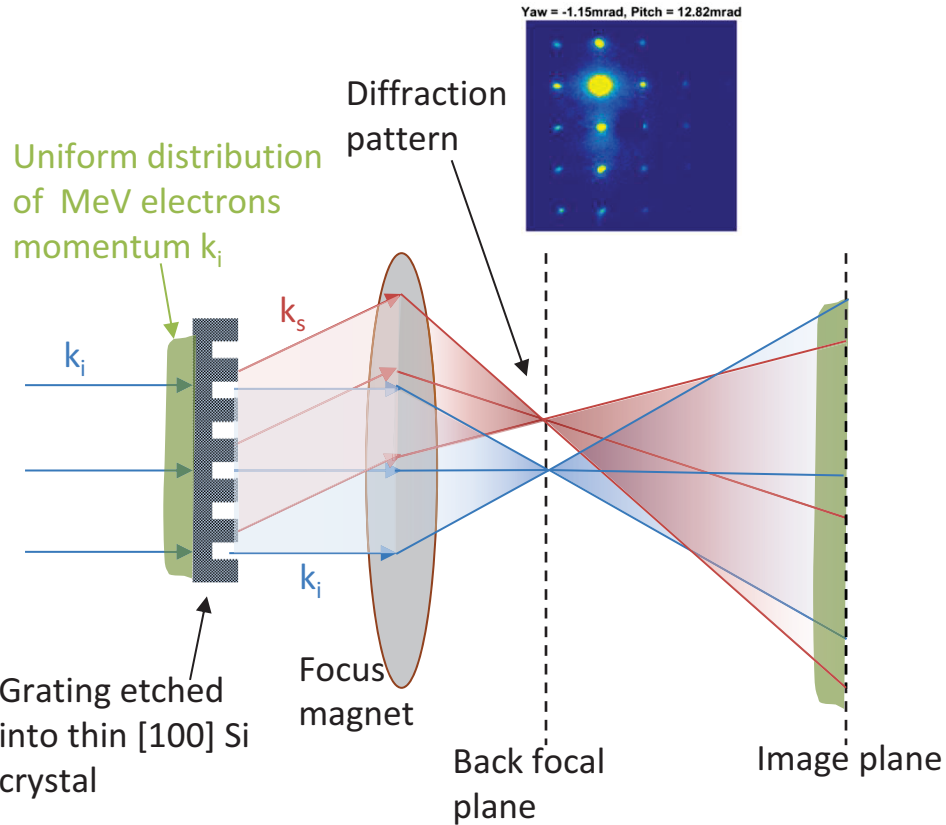 Yaw = -1.15mrad, Pitch = 12.82mrad
Diffraction
pattern
Uniform distribution
of  MeV electrons
momentum kᵢ
kₛ
kᵢ
kᵢ
Focus
magnet
Grating etched
into thin [100] Si
crystal
Back focal
plane
Image plane